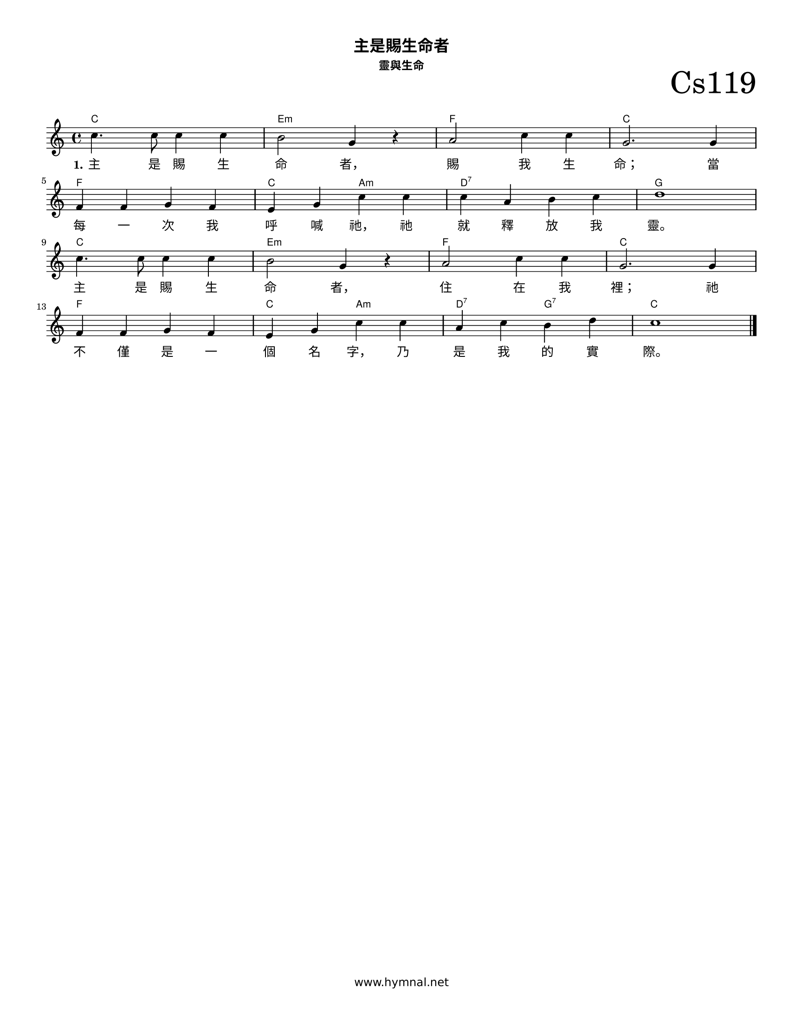 主是賜生命者
靈與生命
Cs119
C Em F C
1. 主 是 賜 生 命 者， 賜 我 生 命； 當
5 F C Am D7 G
每 一 次 我 呼 喊 祂， 祂 就 釋 放 我 靈。
9 C Em F C
主 是 賜 生 命 者， 住 在 我 裡； 祂
13 F C Am D7 G7 C
不 僅 是 一 個 名 字， 乃 是 我 的 實 際。
www.hymnal.net